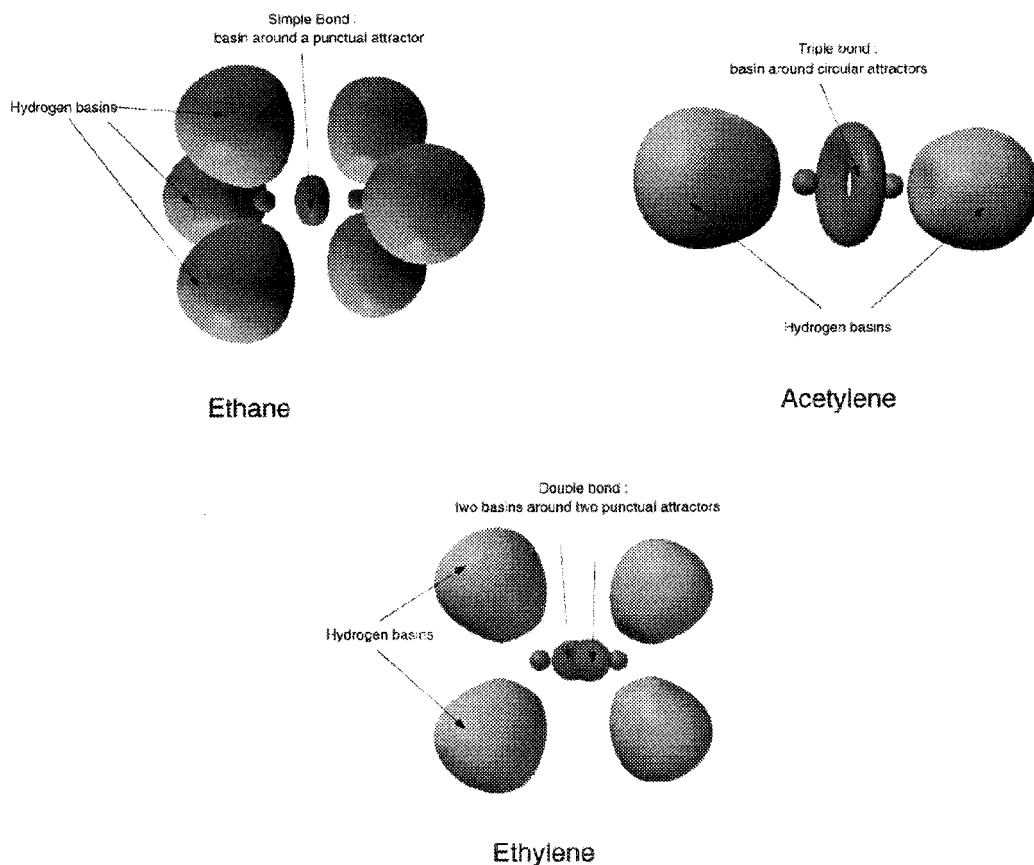 Simple Bond :
basin around a punctual attractor
Hydrogen basins
Ethane
Triple bond :
basin around circular attractors
Hydrogen basins
Acetylene
Double bond :
two basins around two punctual attractors
Hydrogen basins
Ethylene